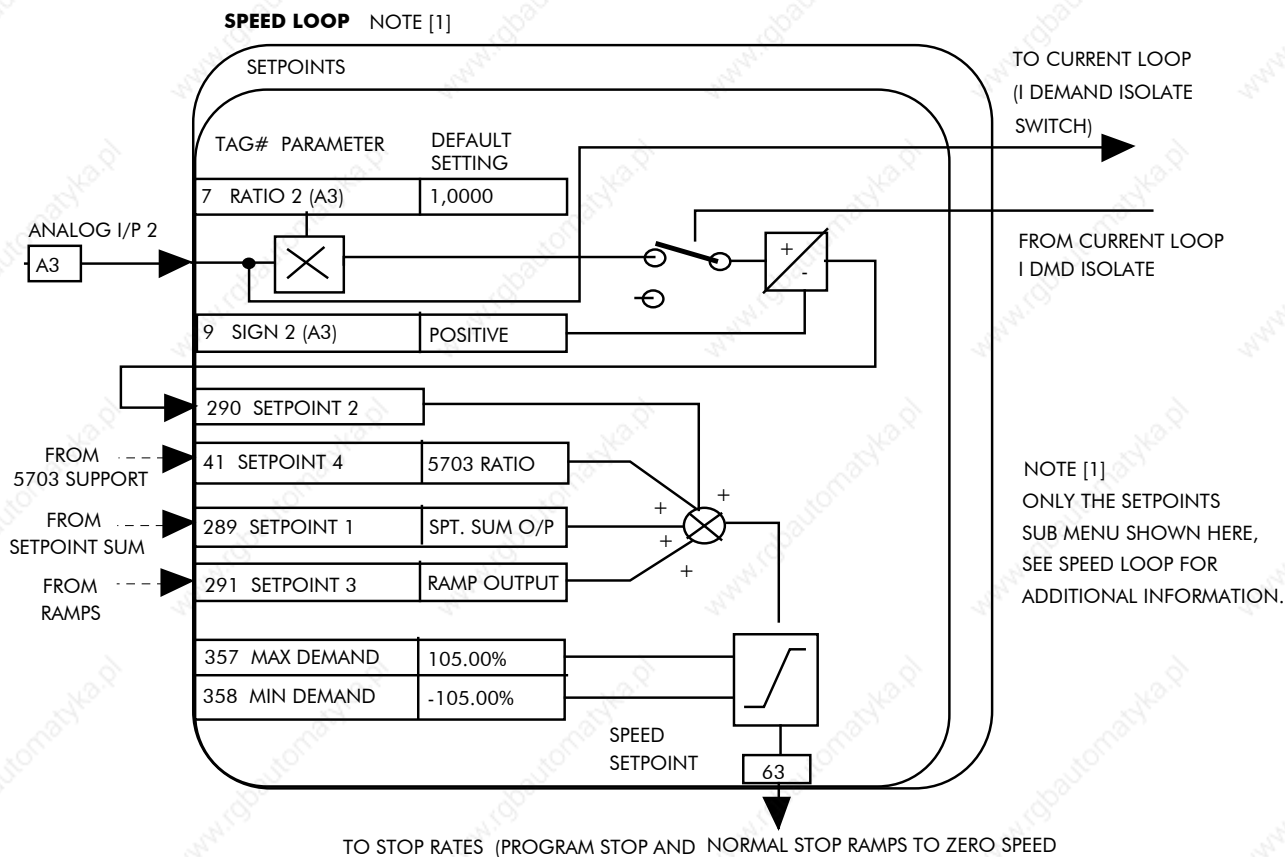 SPEED LOOP NOTE [1]
SETPOINTS
TO CURRENT LOOP
(I DEMAND ISOLATE
SWITCH)
TAG# PARAMETER
DEFAULT
SETTING
7 RATIO 2 (A3) 1,0000
ANALOG I/P 2
A3
+
-
FROM CURRENT LOOP
I DMD ISOLATE
9 SIGN 2 (A3) POSITIVE
290 SETPOINT 2
FROM
5703 SUPPORT
41 SETPOINT 4 5703 RATIO
FROM
SETPOINT SUM
289 SETPOINT 1 SPT. SUM O/P
FROM
RAMPS
291 SETPOINT 3 RAMP OUTPUT
+
+
+
+
NOTE [1]
ONLY THE SETPOINTS
SUB MENU SHOWN HERE,
SEE SPEED LOOP FOR
ADDITIONAL INFORMATION.
357 MAX DEMAND 105.00%
358 MIN DEMAND -105.00%
SPEED
SETPOINT
63
TO STOP RATES (PROGRAM STOP AND NORMAL STOP RAMPS TO ZERO SPEED
www.rgbautomatyka.pl